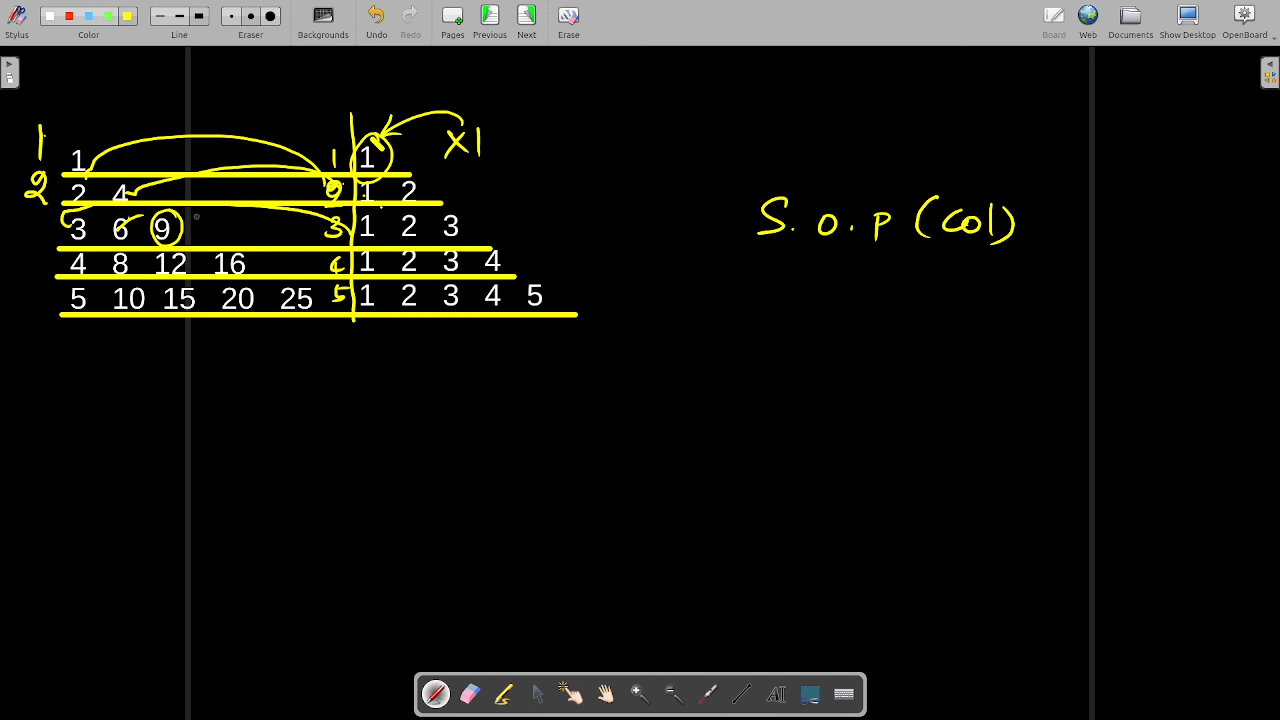 Stylus Color Line Eraser Backgrounds Undo Redo Pages Previous Next Erase Board Web Documents Show Desktop OpenBoard
1 1 1 1 X1
2 2 4 2 1 2
3 6 9 3 1 2 3
4 8 12 16 4 1 2 3 4
5 10 15 20 25 5 1 2 3 4 5
S.O.P (Col)
AI